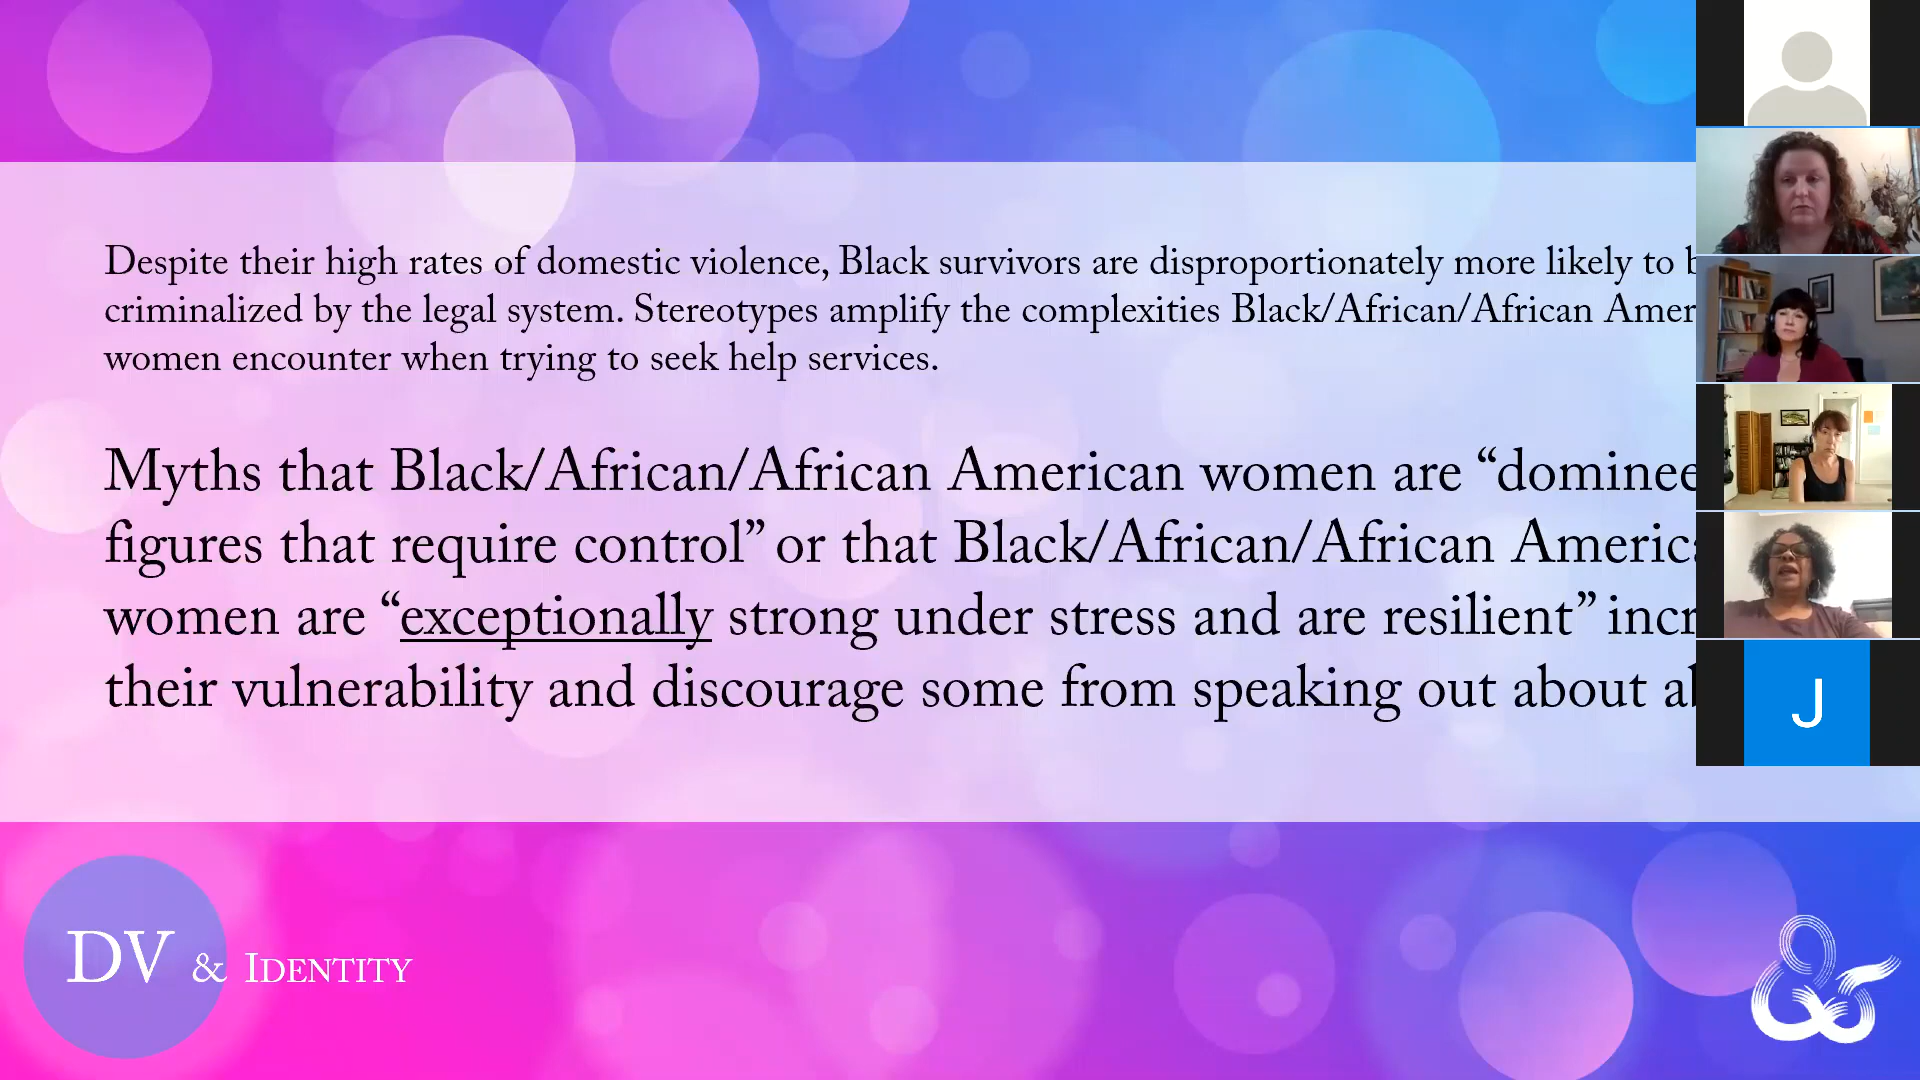 Despite their high rates of domestic violence, Black survivors are disproportionately more likely to
criminalized by the legal system. Stereotypes amplify the complexities Black/African/African
women encounter when trying to seek help services.
Myths that Black/African/African American women are “
figures that require control” or that Black/African/African
women are “exceptionally strong under stress and are resilient”
their vulnerability and discourage some from speaking out about
J
DV & Identity